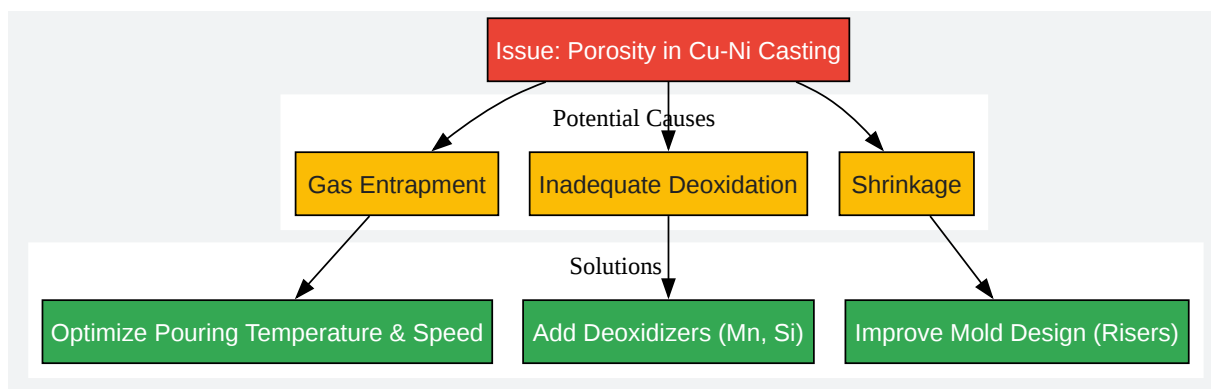 Issue: Porosity in Cu-Ni Casting
Potential Causes
Gas Entrapment
Inadequate Deoxidation
Shrinkage
Solutions
Optimize Pouring Temperature & Speed
Add Deoxidizers (Mn, Si)
Improve Mold Design (Risers)